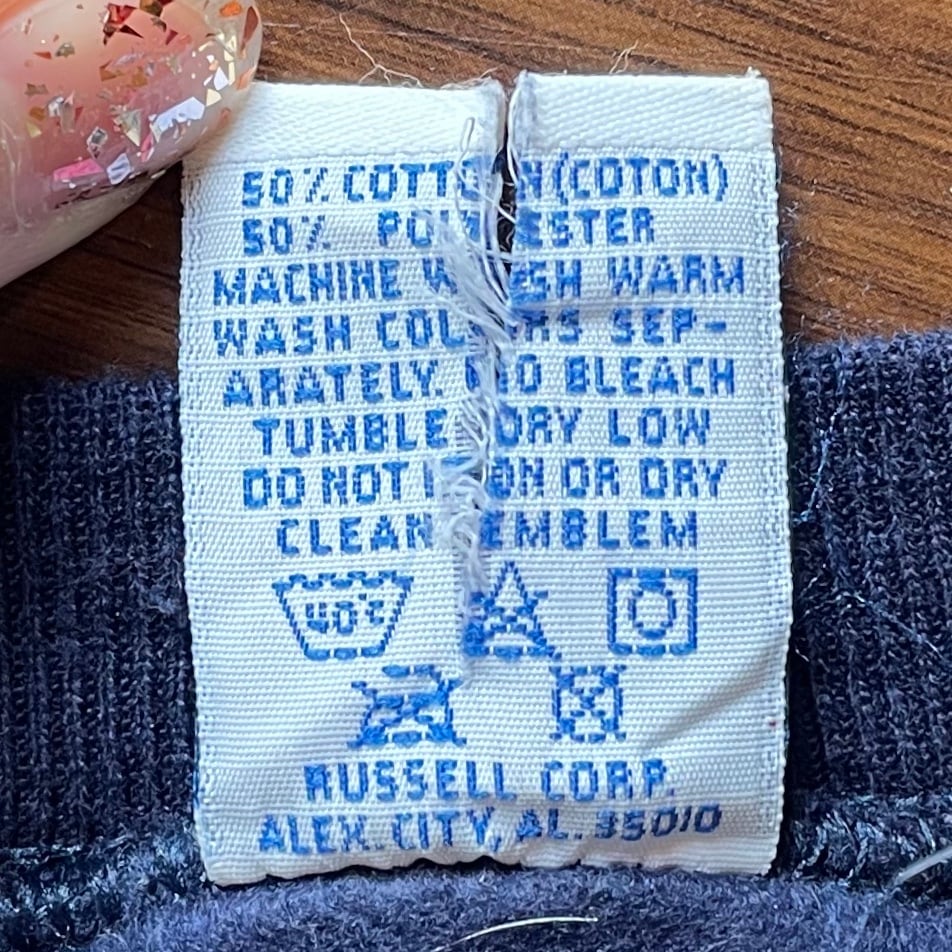 50% COTTON (COTON)
50% POLYESTER
MACHINE WASH WARM
WASH COLOURS SEP-
ARATELY. NO BLEACH
TUMBLE DRY LOW
DO NOT IRON OR DRY
CLEAN EMBLEM
40°C
RUSSELL CORP.
ALEX. CITY, AL. 35010